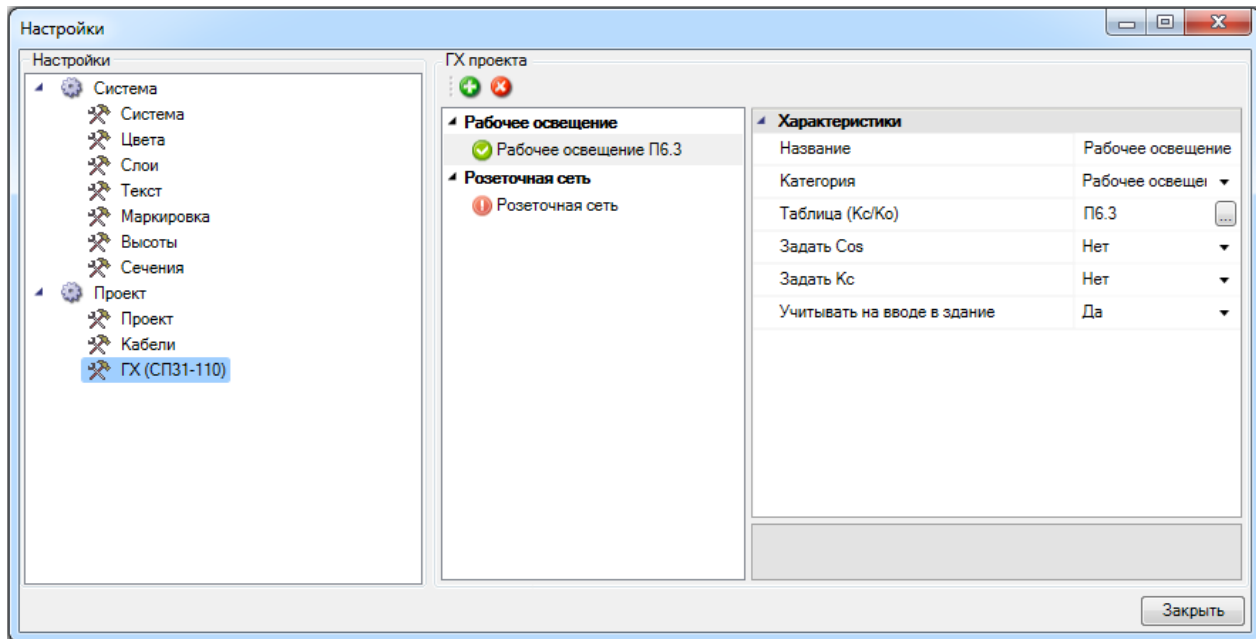 Настройки
Настройки
Система
Система
Цвета
Слои
Текст
Маркировка
Высоты
Сечения
Проект
Проект
Кабели
ГХ (СП31-110)
ГХ проекта
Рабочее освещение
Рабочее освещение П6.3
Розеточная сеть
Розеточная сеть
Характеристики
Название Рабочее освещение
Категория Рабочее освещен
Таблица (Кс/Ко) П6.3 ...
Задать Cos Нет
Задать Кс Нет
Учитывать на вводе в здание Да
Закрыть